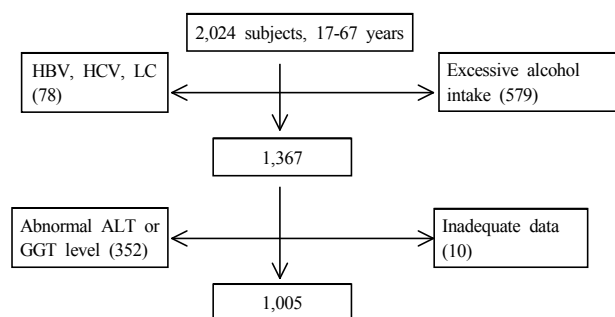 2,024 subjects, 17-67 years
HBV, HCV, LC
(78)
Excessive alcohol
intake (579)
1,367
Abnormal ALT or
GGT level (352)
Inadequate data
(10)
1,005